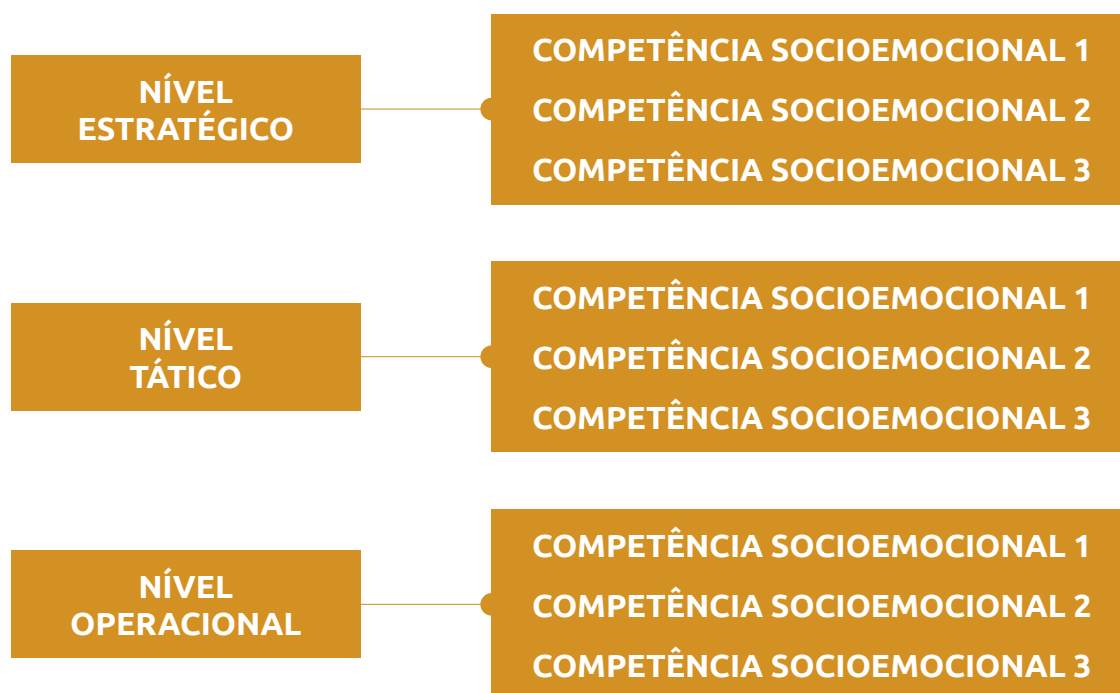 NÍVEL
ESTRATÉGICO
COMPETÊNCIA SOCIOEMOCIONAL 1
COMPETÊNCIA SOCIOEMOCIONAL 2
COMPETÊNCIA SOCIOEMOCIONAL 3
NÍVEL
TÁTICO
COMPETÊNCIA SOCIOEMOCIONAL 1
COMPETÊNCIA SOCIOEMOCIONAL 2
COMPETÊNCIA SOCIOEMOCIONAL 3
NÍVEL
OPERACIONAL
COMPETÊNCIA SOCIOEMOCIONAL 1
COMPETÊNCIA SOCIOEMOCIONAL 2
COMPETÊNCIA SOCIOEMOCIONAL 3